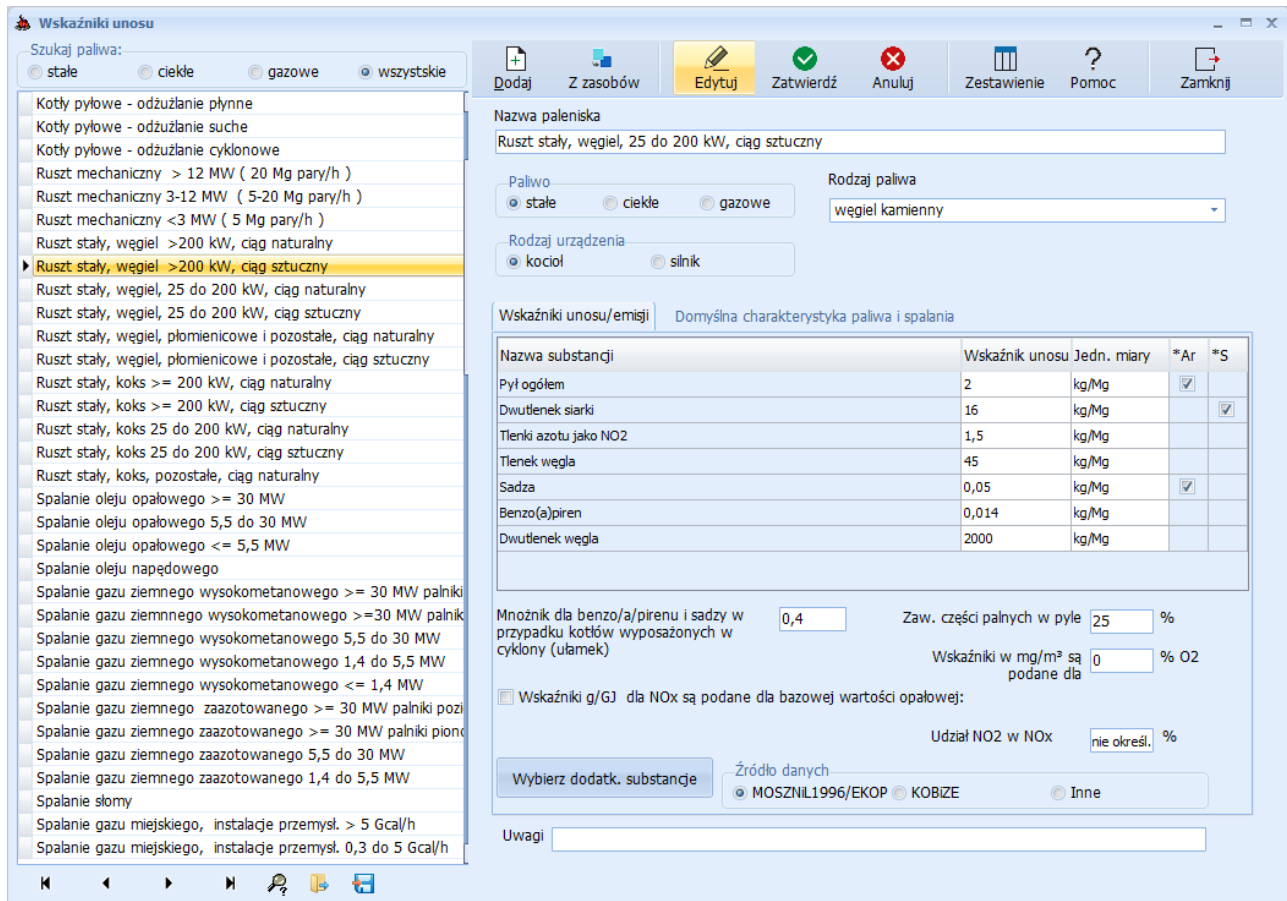 Wskaźniki unosu
Szukaj paliwa:
stałe ciekłe gazowe wszystskie
Kotły pyłowe - odżużlanie płynne
Kotły pyłowe - odżużlanie suche
Kotły pyłowe - odżużlanie cyklonowe
Ruszt mechaniczny > 12 MW ( 20 Mg pary/h )
Ruszt mechaniczny 3-12 MW ( 5-20 Mg pary/h )
Ruszt mechaniczny <3 MW ( 5 Mg pary/h )
Ruszt stały, węgiel >200 kW, ciąg naturalny
Ruszt stały, węgiel >200 kW, ciąg sztuczny
Ruszt stały, węgiel, 25 do 200 kW, ciąg naturalny
Ruszt stały, węgiel, 25 do 200 kW, ciąg sztuczny
Ruszt stały, węgiel, płomienicowe i pozostałe, ciąg naturalny
Ruszt stały, węgiel, płomienicowe i pozostałe, ciąg sztuczny
Ruszt stały, koks >= 200 kW, ciąg naturalny
Ruszt stały, koks >= 200 kW, ciąg sztuczny
Ruszt stały, koks 25 do 200 kW, ciąg naturalny
Ruszt stały, koks 25 do 200 kW, ciąg sztuczny
Ruszt stały, koks, pozostałe, ciąg naturalny
Spalanie oleju opałowego >= 30 MW
Spalanie oleju opałowego 5,5 do 30 MW
Spalanie oleju opałowego <= 5,5 MW
Spalanie oleju napędowego
Spalanie gazu ziemnego wysokometanowego >= 30 MW palniki
Spalanie gazu ziemnnego wysokometanowego >=30 MW palnik
Spalanie gazu ziemnego wysokometanowego 5,5 do 30 MW
Spalanie gazu ziemnego wysokometanowego 1,4 do 5,5 MW
Spalanie gazu ziemnego wysokometanowego <= 1,4 MW
Spalanie gazu ziemnego zaazotowanego >= 30 MW palniki pozi
Spalanie gazu ziemnego zaazotowanego >= 30 MW palniki piono
Spalanie gazu ziemnego zaazotowanego 5,5 do 30 MW
Spalanie gazu ziemnego zaazotowanego 1,4 do 5,5 MW
Spalanie słomy
Spalanie gazu miejskiego, instalacje przemysł. > 5 Gcal/h
Spalanie gazu miejskiego, instalacje przemysł. 0,3 do 5 Gcal/h
Dodaj Z zasobów Edytuj Zatwierdź Anuluj Zestawienie Pomoc Zamknij
Nazwa paleniska
Ruszt stały, węgiel, 25 do 200 kW, ciąg sztuczny
Paliwo
stałe ciekłe gazowe
Rodzaj paliwa
węgiel kamienny
Rodzaj urządzenia
kocioł silnik
Wskaźniki unosu/emisji Domyślna charakterystyka paliwa i spalania
Nazwa substancji Wskaźnik unosu Jedn. miary *Ar *S
Pył ogółem 2 kg/Mg
Dwutlenek siarki 16 kg/Mg
Tlenki azotu jako NO2 1,5 kg/Mg
Tlenek węgla 45 kg/Mg
Sadza 0,05 kg/Mg
Benzo(a)piren 0,014 kg/Mg
Dwutlenek węgla 2000 kg/Mg
Mnożnik dla benzo/a/pirenu i sadzy w
przypadku kotłów wyposażonych w
cyklony (ułamek)
0,4
Zaw. części palnych w pyle 25 %
Wskaźniki w mg/m³ są
podane dla
0 % O2
Wskaźniki g/GJ dla NOx są podane dla bazowej wartości opałowej:
Udział NO2 w NOx nie określ. %
Wybierz dodatk. substancje
Źródło danych
MOSZNiL1996/EKOP KOBiZE Inne
Uwagi